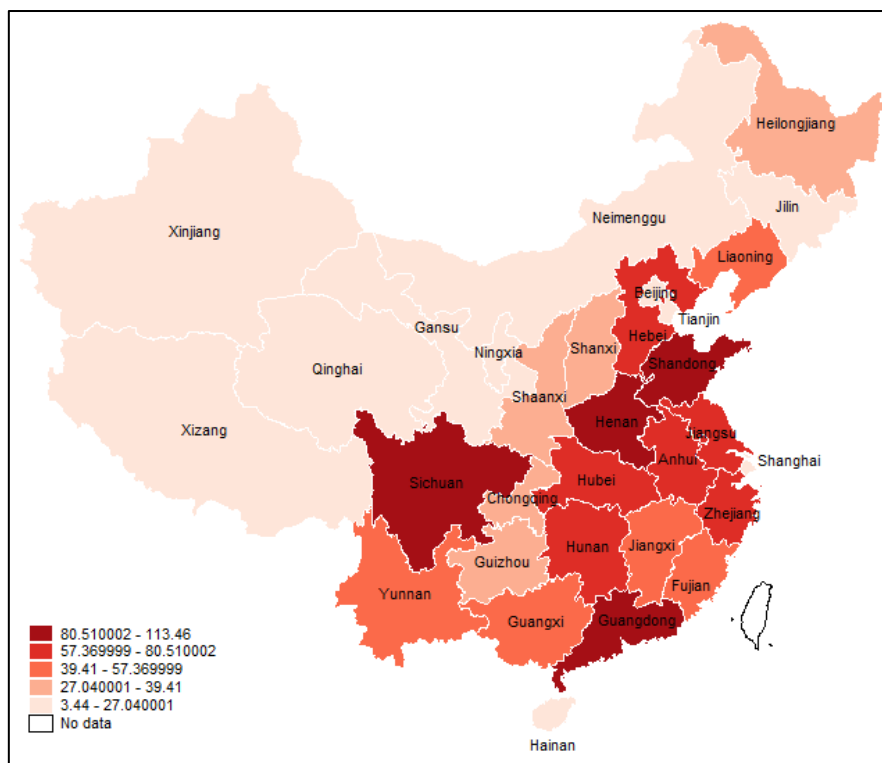 Heilongjiang
Jilin
Neimenggu
Xinjiang
Liaoning
Beijing
Tianjin
Gansu
Hebei
Ningxia
Shanxi
Shandong
Qinghai
Shaanxi
Henan
Xizang
Jiangsu
Anhui
Shanghai
Sichuan
Hubei
Chongqing
Zhejiang
Hunan
Jiangxi
Guizhou
Fujian
Yunnan
Guangxi
Guangdong
80.510002 - 113.46
57.369999 - 80.510002
39.41 - 57.369999
27.040001 - 39.41
3.44 - 27.040001
No data
Hainan